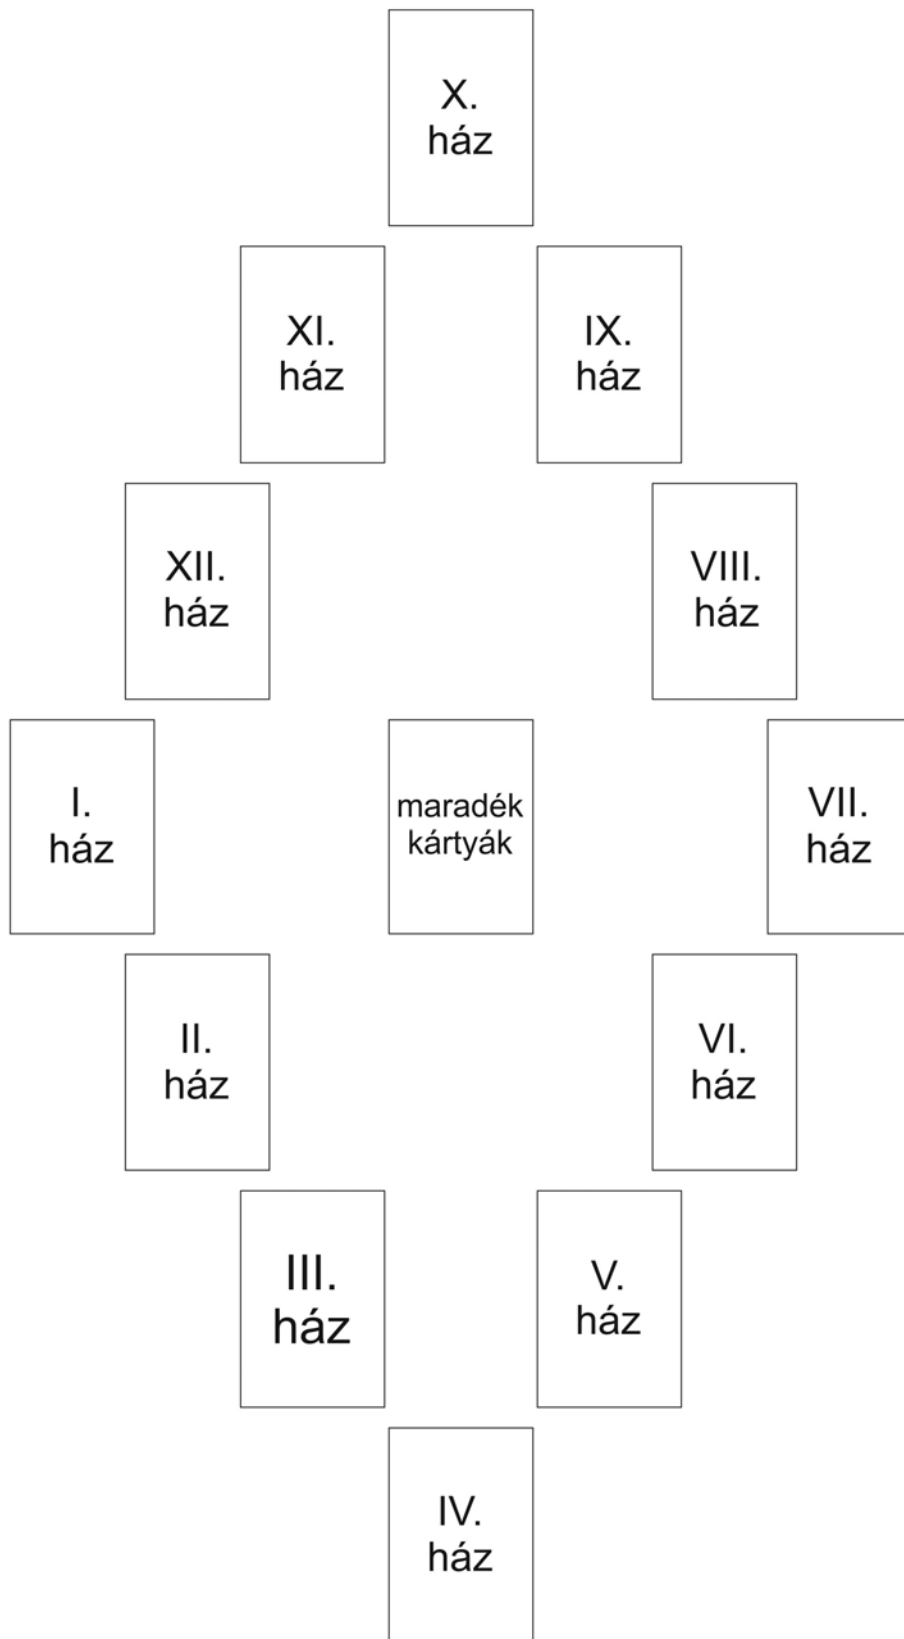 X.
ház
XI.
ház
IX.
ház
XII.
ház
VIII.
ház
I.
ház
maradék
kártyák
VII.
ház
II.
ház
VI.
ház
III.
ház
V.
ház
IV.
ház